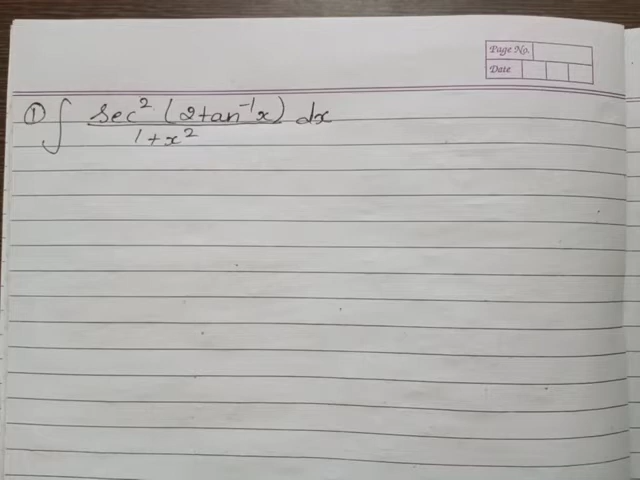 Page No.
Date
① ∫ sec² (2tan⁻¹x) dx
1 + x²